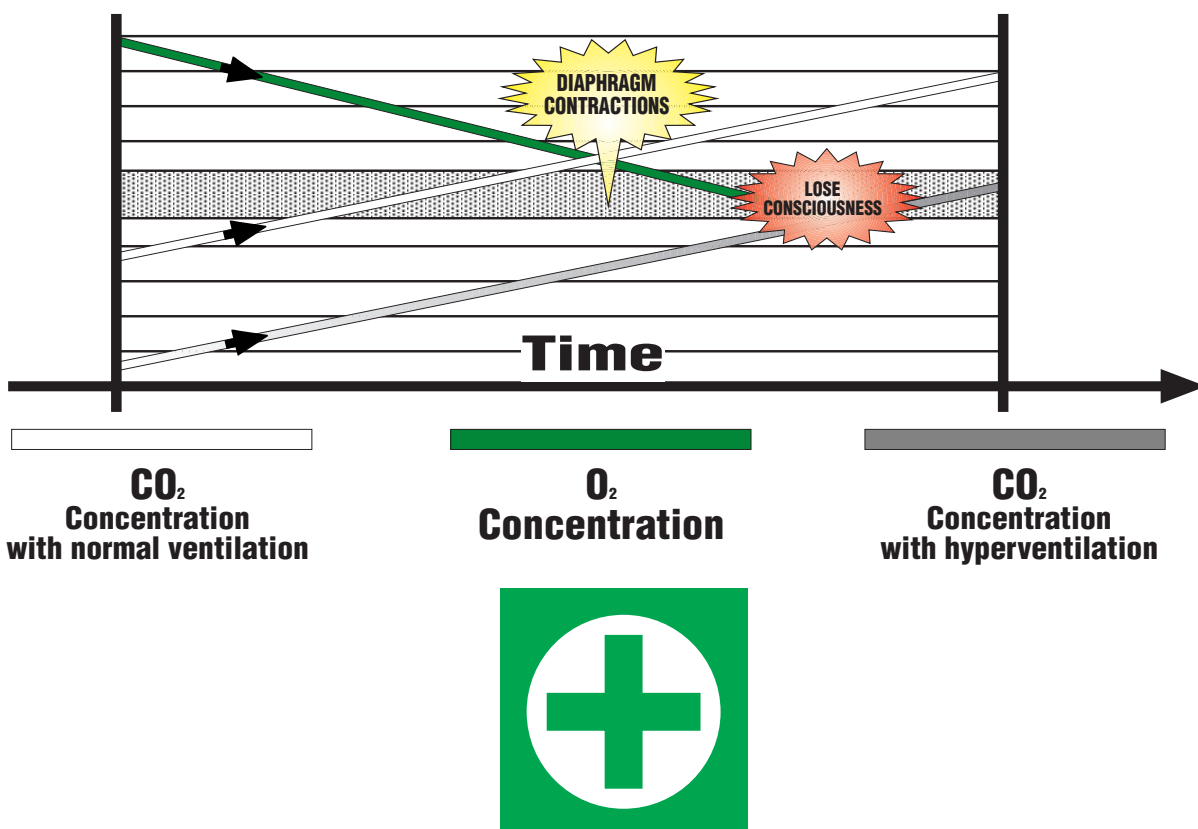 DIAPHRAGM
CONTRACTIONS
LOSE
CONSCIOUSNESS
Time
CO₂
Concentration
with normal ventilation
O₂
Concentration
CO₂
Concentration
with hyperventilation